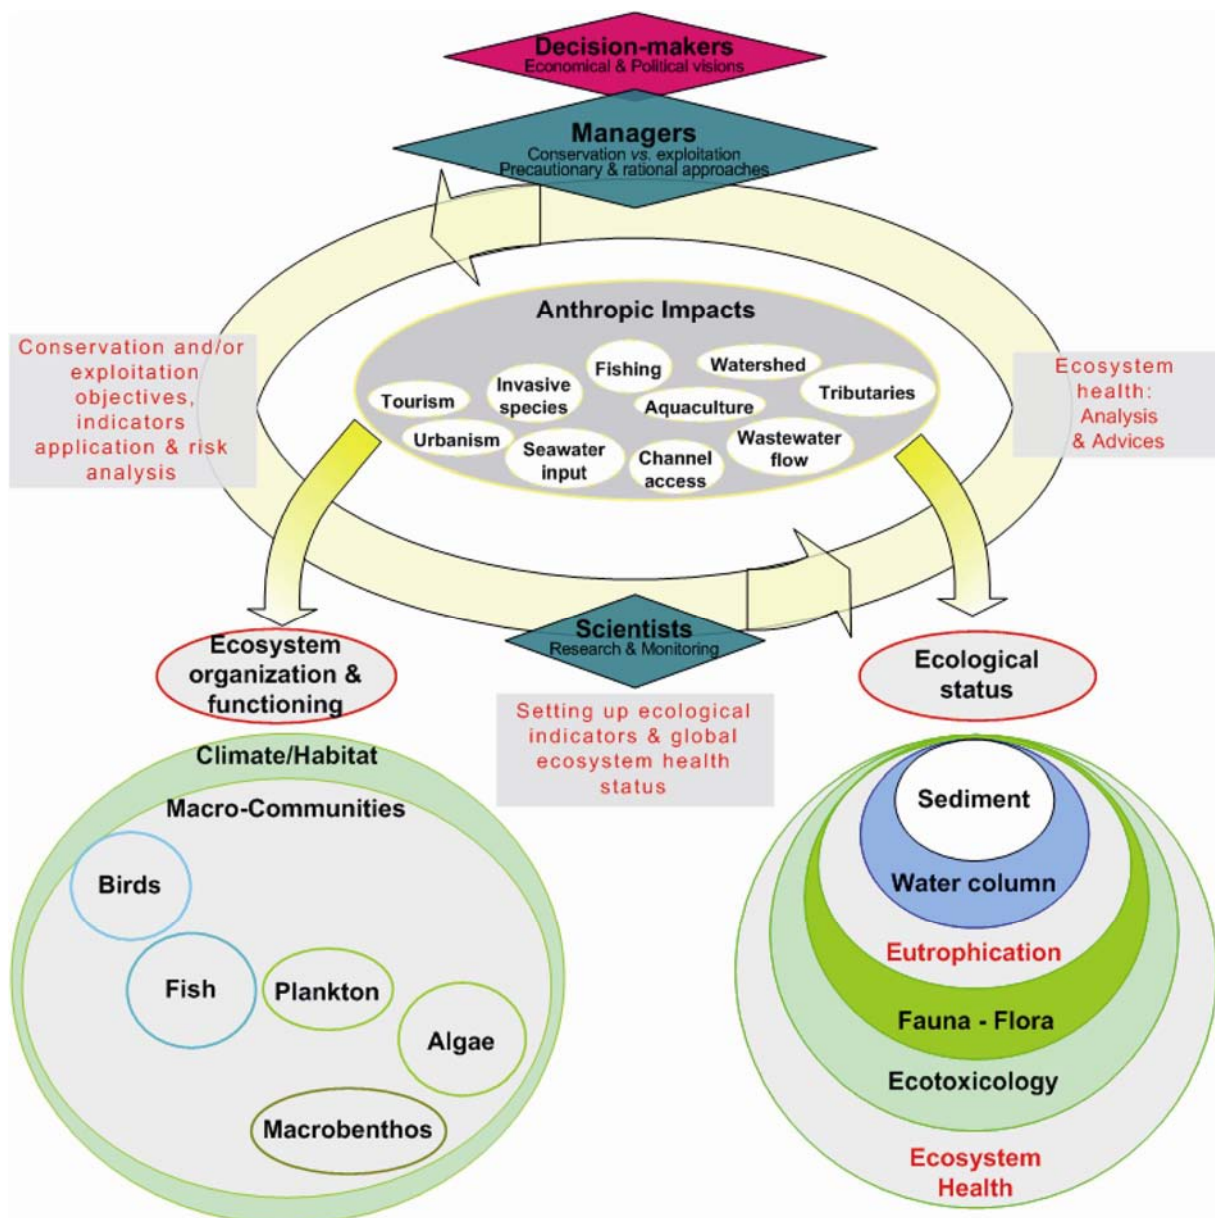 Decision-makers
Economical & Political visions
Managers
Conservation vs. exploitation
Precautionary & rational approaches
Anthropic Impacts
Fishing
Watershed
Invasive
species
Tributaries
Tourism
Aquaculture
Urbanism
Seawater
input
Channel
access
Wastewater
flow
Conservation and/or
exploitation
objectives,
indicators
application & risk
analysis
Ecosystem
health:
Analysis
& Advices
Scientists
Research & Monitoring
Setting up ecological
indicators & global
ecosystem health
status
Ecosystem
organization &
functioning
Climate/Habitat
Macro-Communities
Birds
Fish
Plankton
Algae
Macrobenthos
Ecological
status
Sediment
Water column
Eutrophication
Fauna - Flora
Ecotoxicology
Ecosystem
Health